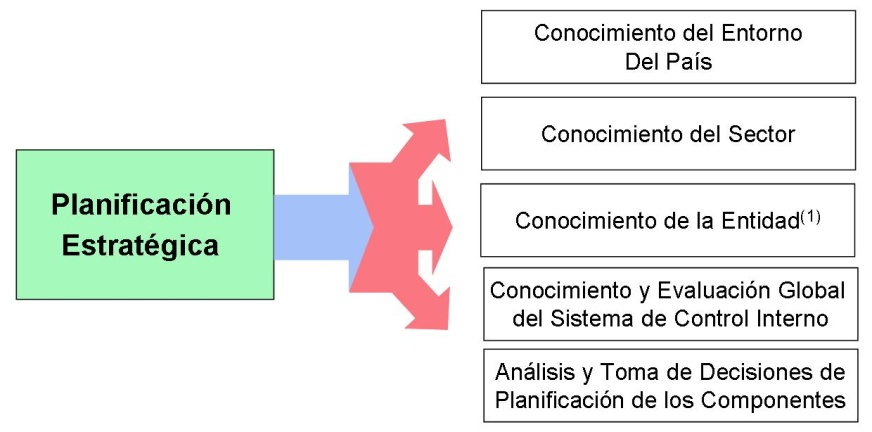 Conocimiento del Entorno
Del País
Conocimiento del Sector
Planificación
Estratégica
Conocimiento de la Entidad(1)
Conocimiento y Evaluación Global
del Sistema de Control Interno
Análisis y Toma de Decisiones de
Planificación de los Componentes